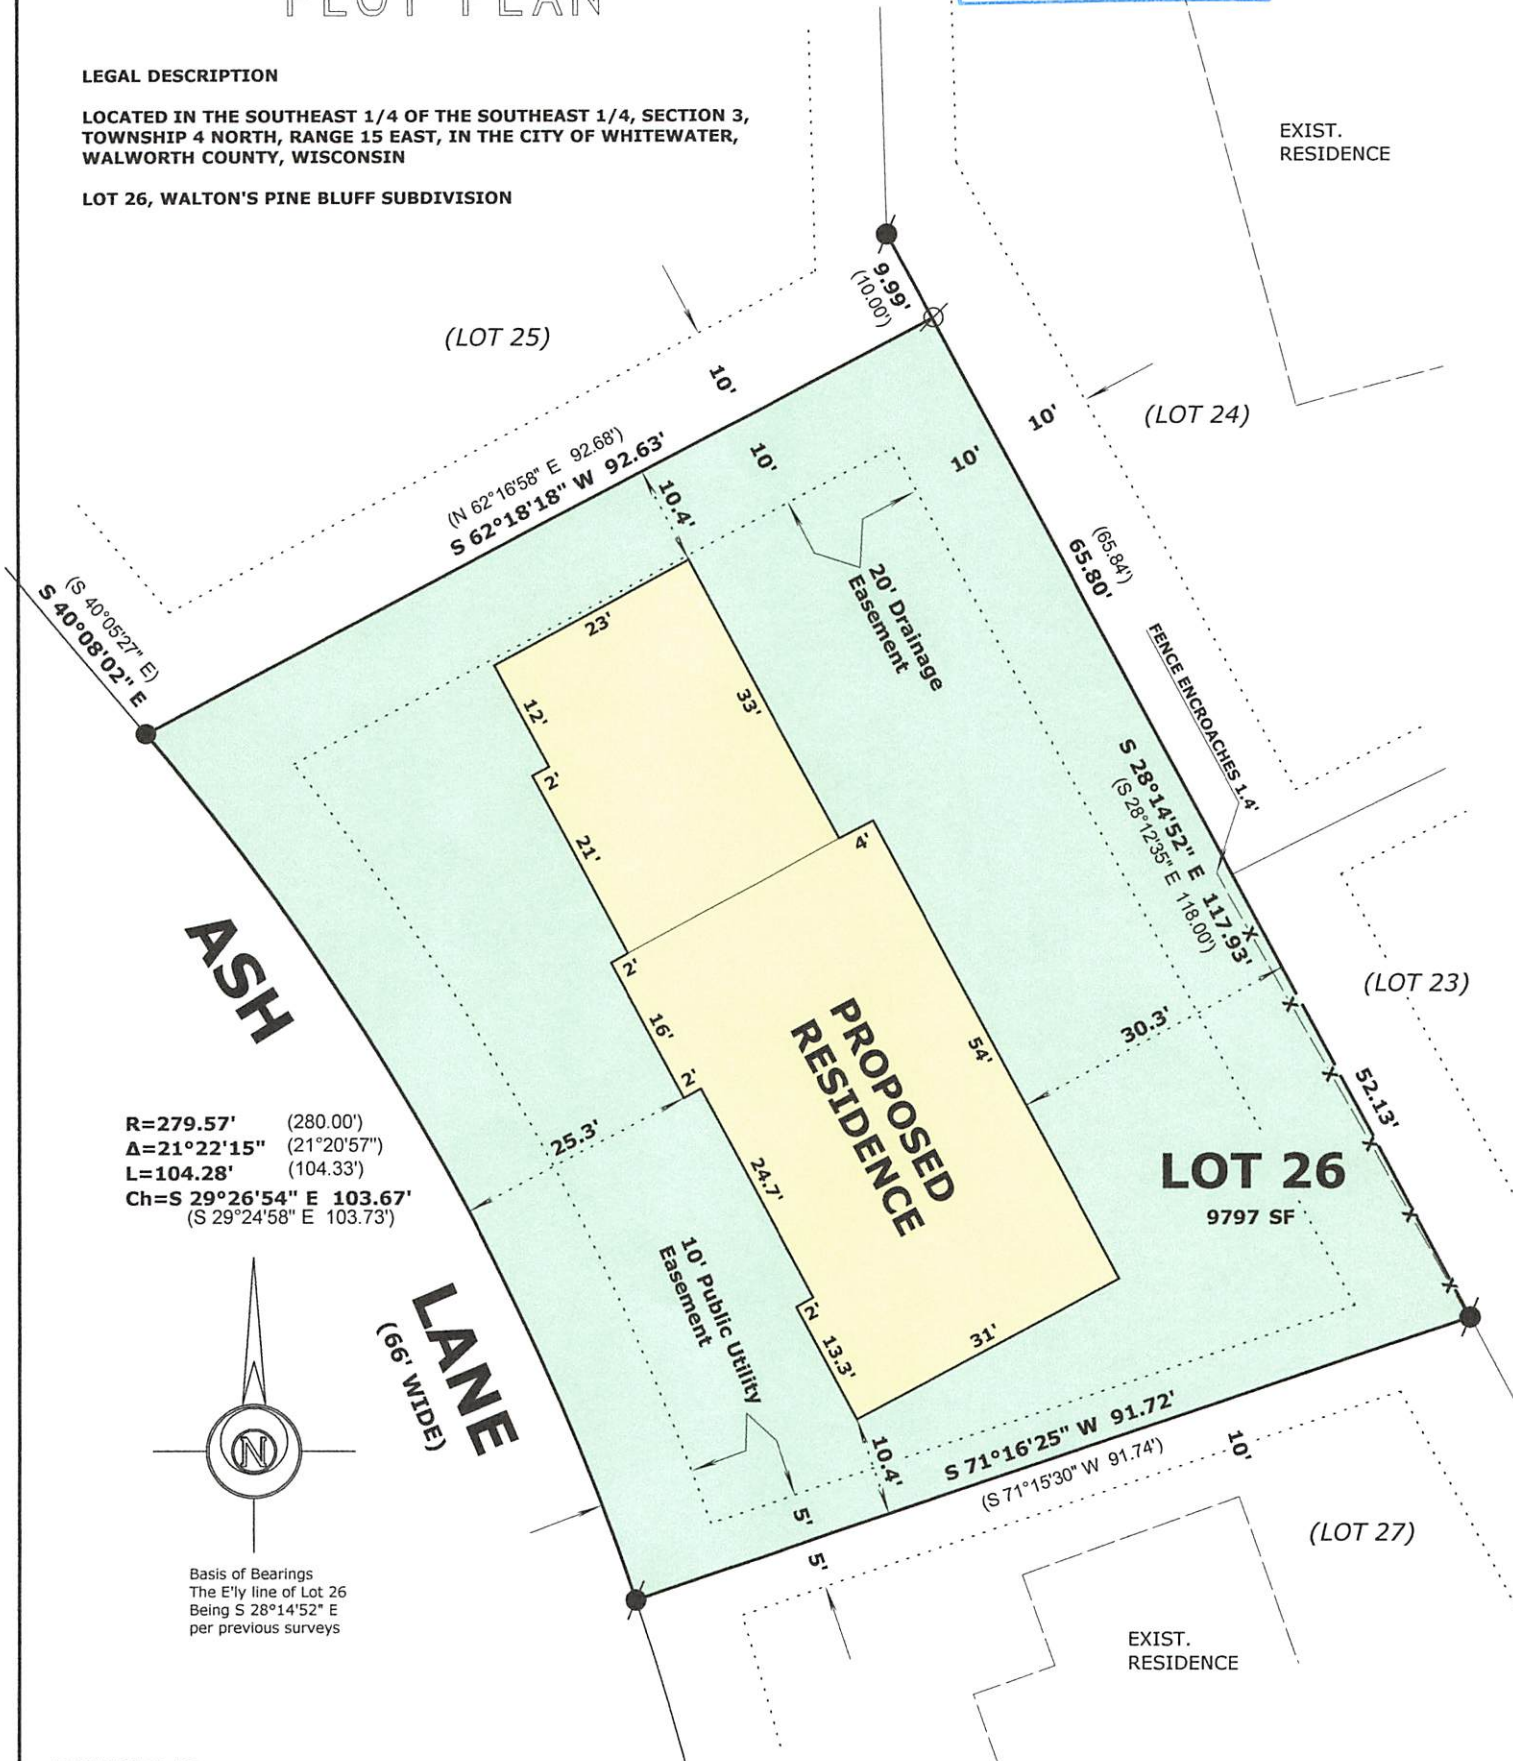 PLOT PLAN
LEGAL DESCRIPTION
LOCATED IN THE SOUTHEAST 1/4 OF THE SOUTHEAST 1/4, SECTION 3,
TOWNSHIP 4 NORTH, RANGE 15 EAST, IN THE CITY OF WHITEWATER,
WALWORTH COUNTY, WISCONSIN
LOT 26, WALTON'S PINE BLUFF SUBDIVISION
EXIST.
RESIDENCE
9.99'
(10.00')
(LOT 25)
(LOT 24)
10'
10'
10'
10'
(N 62°16'58" E 92.68')
S 62°18'18" W 92.63'
10.4'
(65.84')
65.80'
20' Drainage
Easement
(S 40°05'27" E)
S 40°08'02" E
FENCE ENCROACHES 1.4'
23'
33'
12'
2'
21'
4'
S 28°14'52" E 117.93'
(S 28°12'35" E 118.00')
ASH
2'
16'
2'
PROPOSED
RESIDENCE
54'
30.3'
(LOT 23)
52.13'
25.3'
R=279.57' (280.00')
Δ=21°22'15" (21°20'57")
L=104.28' (104.33')
Ch=S 29°26'54" E 103.67'
(S 29°24'58" E 103.73')
24.7'
LOT 26
9797 SF
10' Public Utility
Easement
LANE
(66' WIDE)
2'
13.3'
31'
10.4'
S 71°16'25" W 91.72'
(S 71°15'30" W 91.74')
10'
5'
5'
(LOT 27)
N
Basis of Bearings
The E'ly line of Lot 26
Being S 28°14'52" E
per previous surveys
EXIST.
RESIDENCE